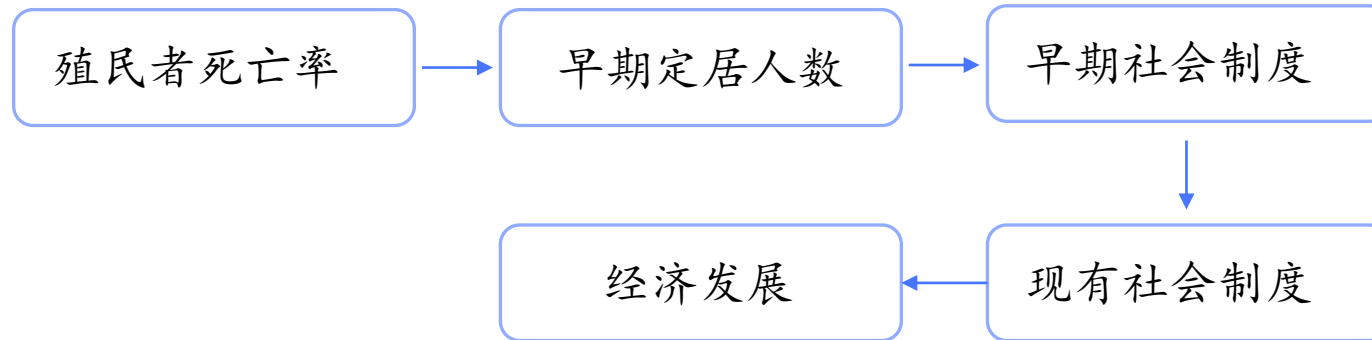 殖民者死亡率
早期定居人数
早期社会制度
经济发展
现有社会制度